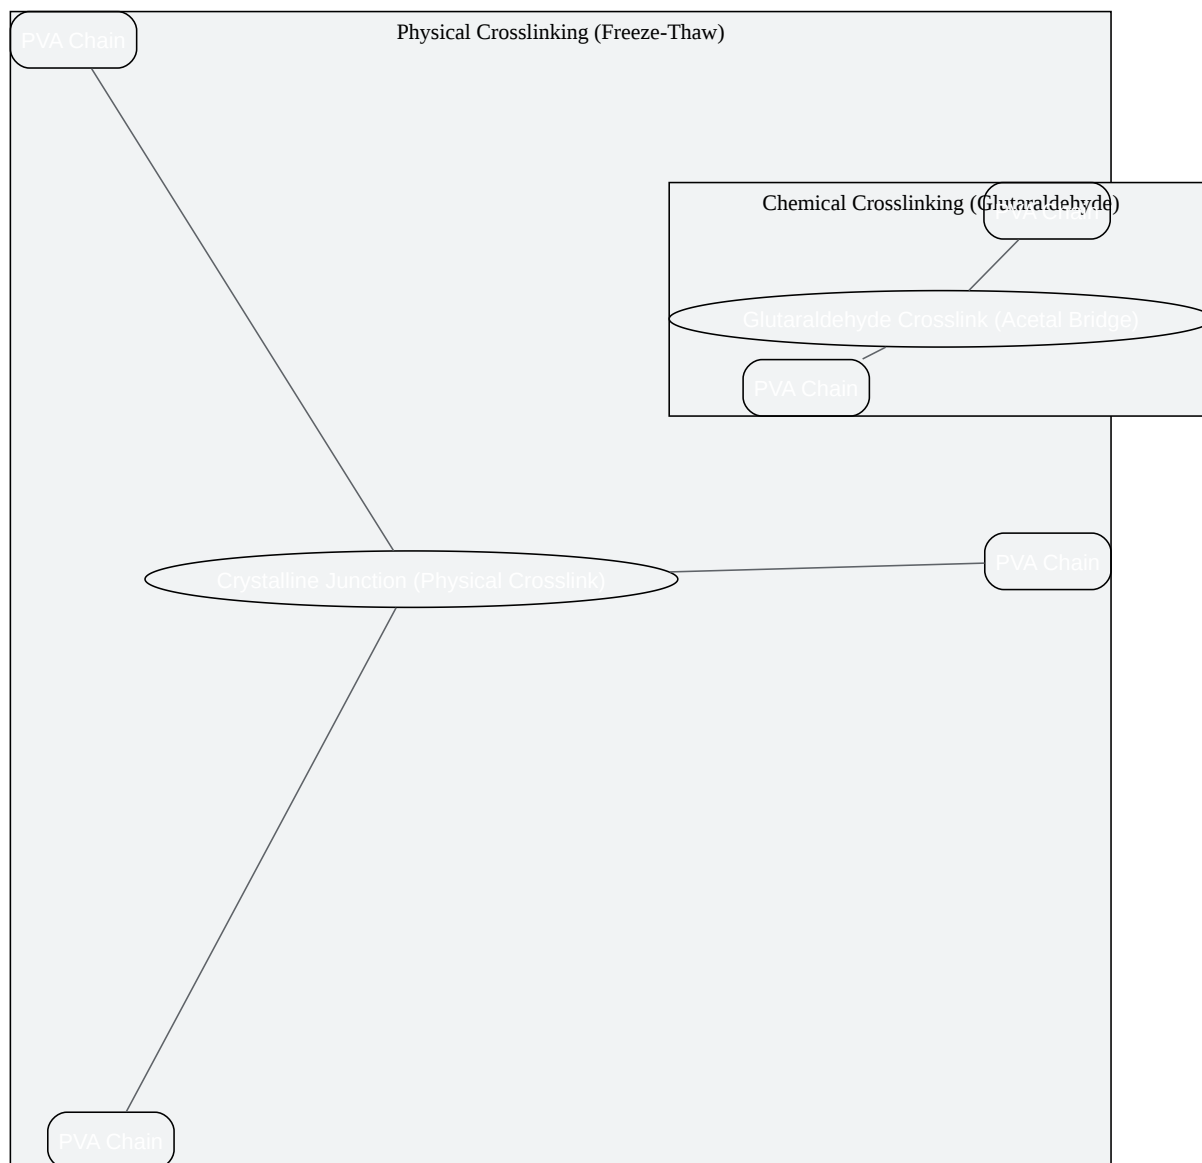 PVA Chain
Physical Crosslinking (Freeze-Thaw)
Chemical Crosslinking (Glutaraldehyde)
PVA Chain
Glutaraldehyde Crosslink (Acetal Bridge)
PVA Chain
PVA Chain
Crystalline Junction (Physical Crosslink)
PVA Chain